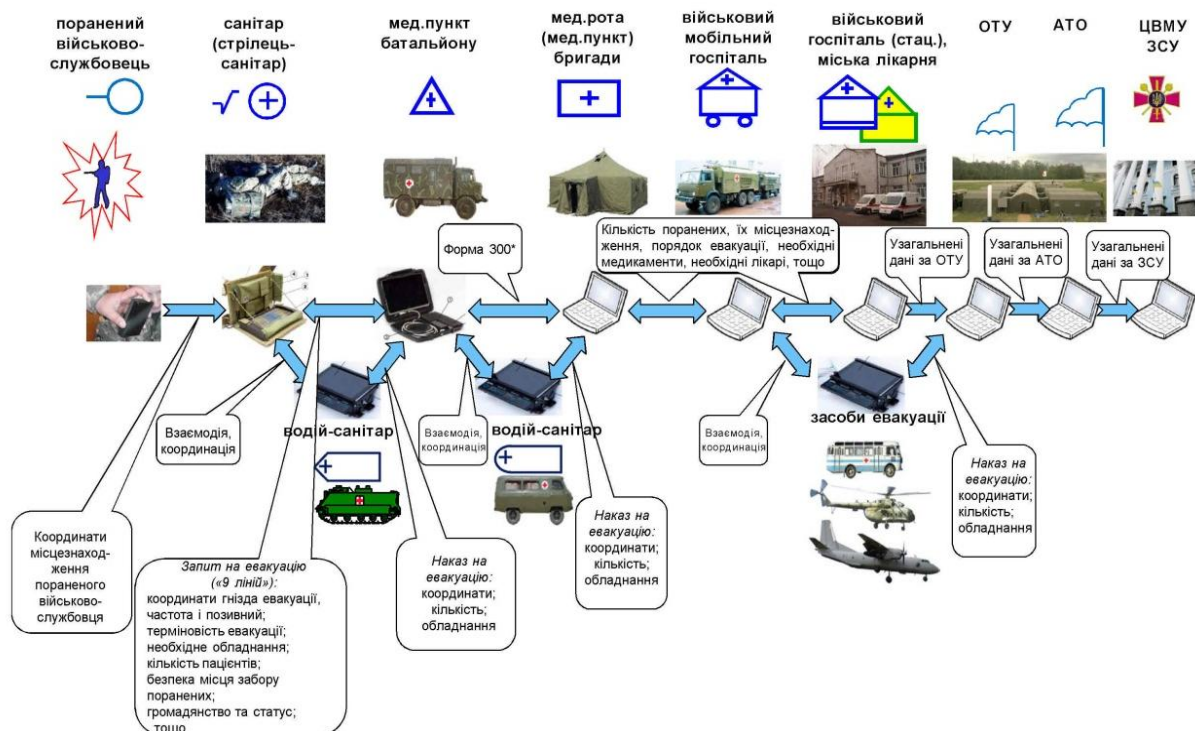 поранений
військово-
службовець
санітар
(стрілець-
санітар)
мед.пункт
батальйону
мед.рота
(мед.пункт)
бригади
військовий
мобільний
госпіталь
військовий
госпіталь (стац.),
міська лікарня
ОТУ
АТО
ЦВМУ
ЗСУ
Форма 300*
Кількість поранених, їх місцезнаход-
ження, порядок евакуації, необхідні
медикаменти, необхідні лікарі, тощо
Узагальнені
дані за ОТУ
Узагальнені
дані за АТО
Узагальнені
дані за ЗСУ
Взаємодія,
координація
водій-санітар
Взаємодія,
координація
водій-санітар
Взаємодія,
координація
засоби евакуації
Координати
місцезнаход-
ження
пораненого
військово-
службовця
Запит на евакуацію
(«9 ліній»):
координати гнізда евакуації,
частота і позивний;
терміновість евакуації;
необхідне обладнання;
кількість пацієнтів;
безпека місця забору
поранених;
громадянство та статус;
тощо
Наказ на
евакуацію:
координати;
кількість;
обладнання
Наказ на
евакуацію:
координати;
кількість;
обладнання
Наказ на
евакуацію:
координати;
кількість;
обладнання